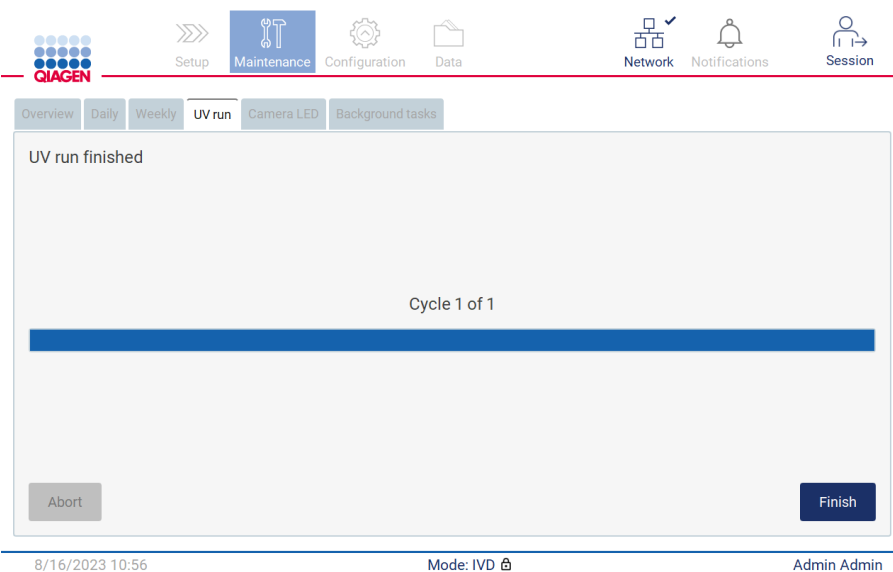 QIAGEN
Setup
Maintenance
Configuration
Data
Network
Notifications
Session
Overview
Daily
Weekly
UV run
Camera LED
Background tasks
UV run finished
Cycle 1 of 1
Abort
Finish
8/16/2023 10:56
Mode: IVD
Admin Admin